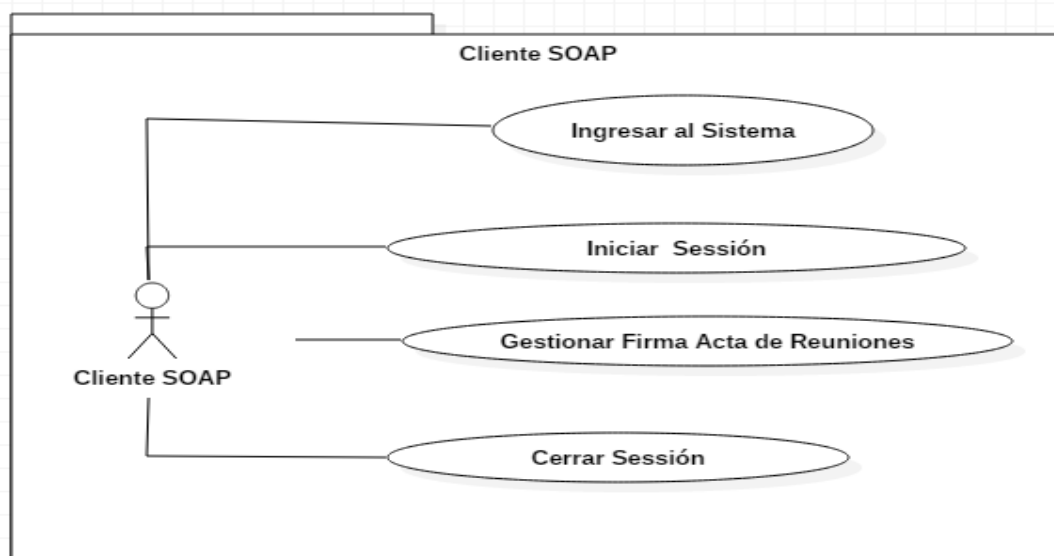 Cliente SOAP
Ingresar al Sistema
Iniciar  Sessión
Gestionar Firma Acta de Reuniones
Cliente SOAP
Cerrar Sessión